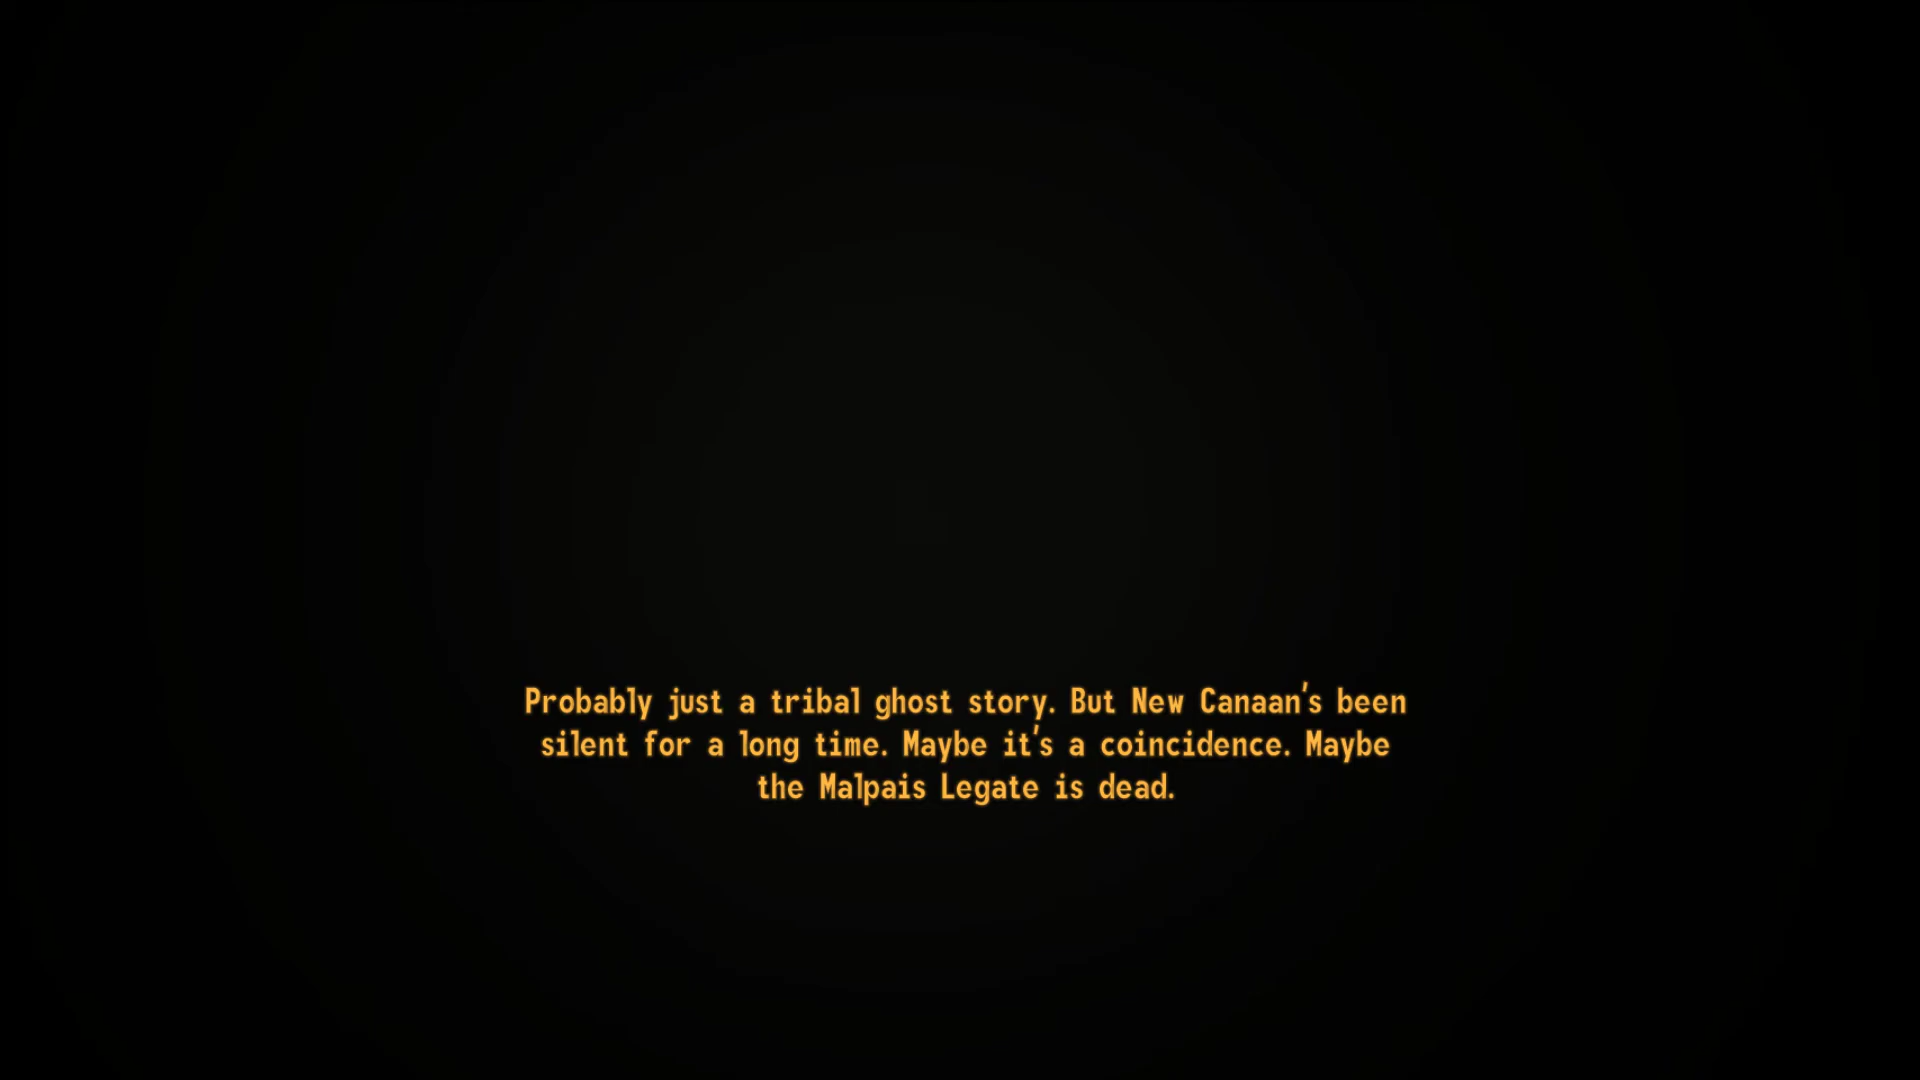 Probably just a tribal ghost story. But New Canaan's been
silent for a long time. Maybe it's a coincidence. Maybe
the Malpais Legate is dead.